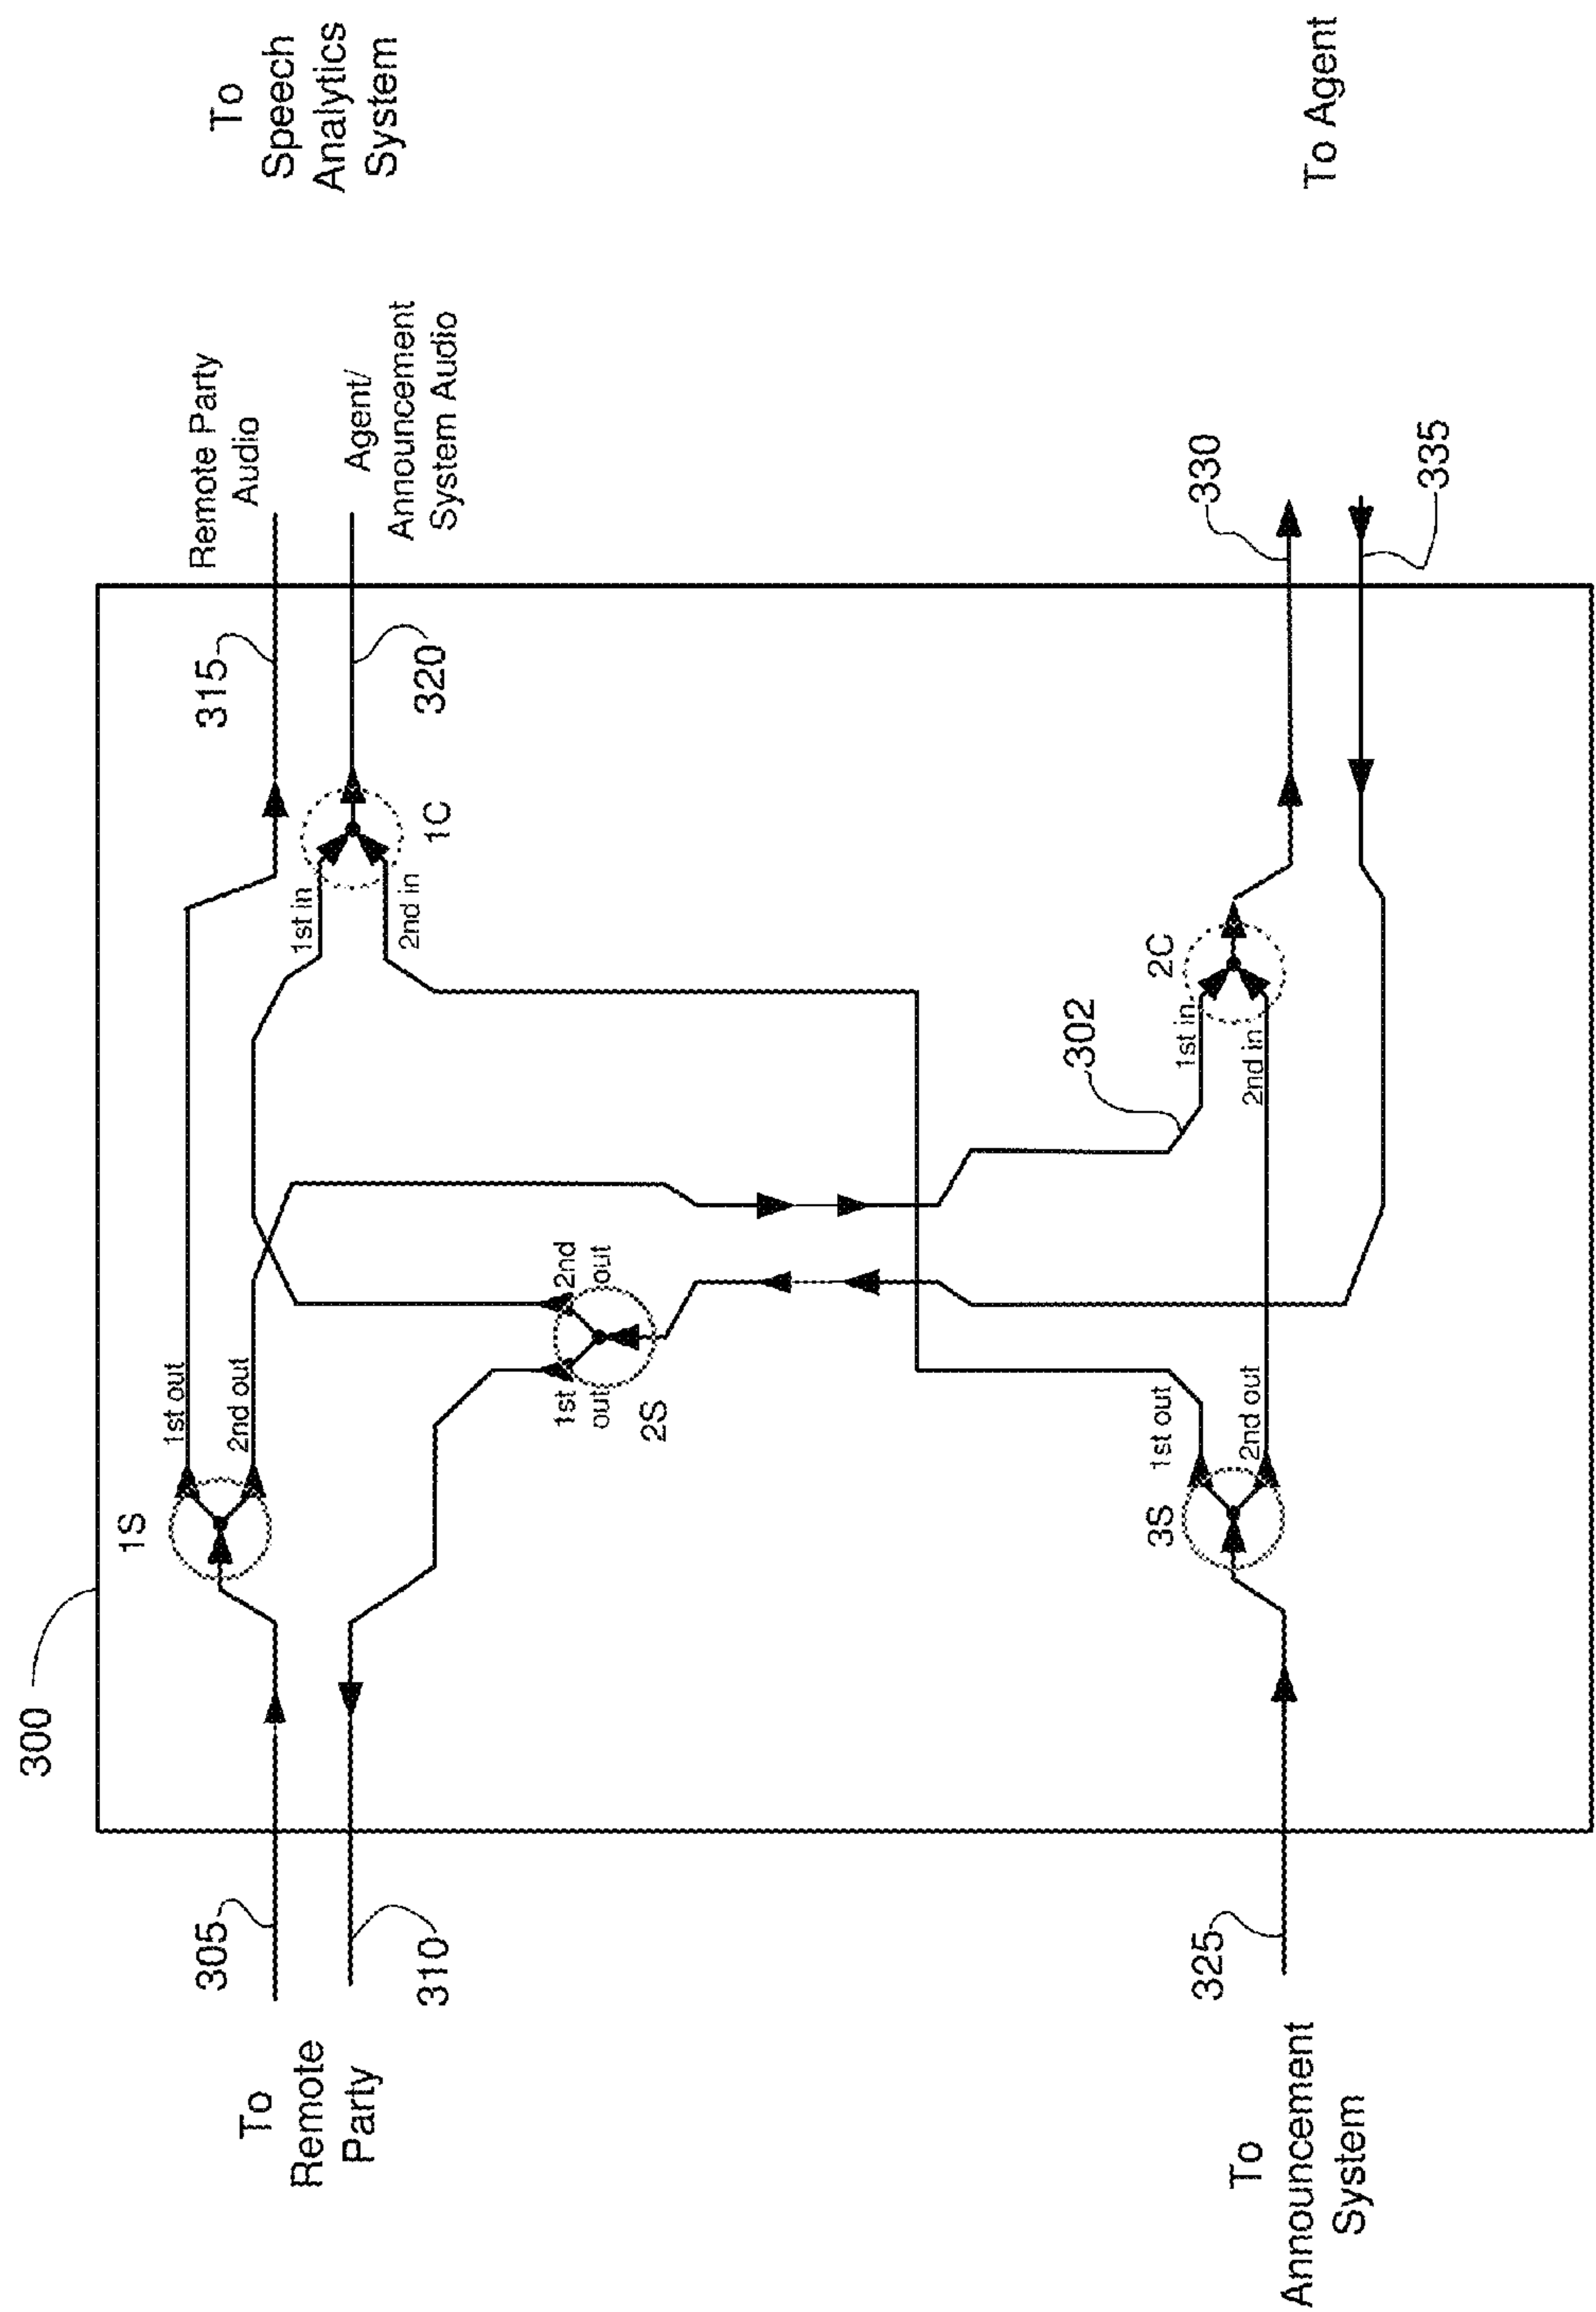 300
To
Remote
Party
305
310
To
Announcement
System
325
1S
1st out
2nd out
1st
out
2nd
out
2S
3S
1st out
2nd out
302
1st in
2nd in
1C
1st in
2nd in
2C
315
320
Remote Party
Audio
Agent/
Announcement
System Audio
330
335
To
Speech
Analytics
System
To Agent